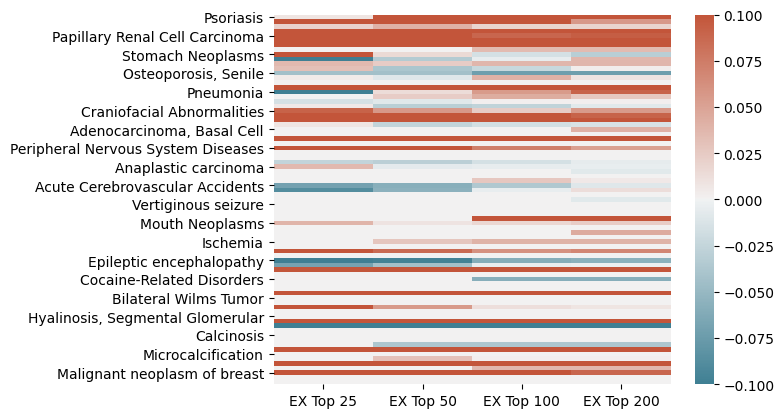 Psoriasis
Papillary Renal Cell Carcinoma
Stomach Neoplasms
Osteoporosis, Senile
Pneumonia
Craniofacial Abnormalities
Adenocarcinoma, Basal Cell
Peripheral Nervous System Diseases
Anaplastic carcinoma
Acute Cerebrovascular Accidents
Vertiginous seizure
Mouth Neoplasms
Ischemia
Epileptic encephalopathy
Cocaine-Related Disorders
Bilateral Wilms Tumor
Hyalinosis, Segmental Glomerular
Calcinosis
Microcalcification
Malignant neoplasm of breast
EX Top 25 EX Top 50 EX Top 100 EX Top 200
0.100
0.075
0.050
0.025
0.000
−0.025
−0.050
−0.075
−0.100